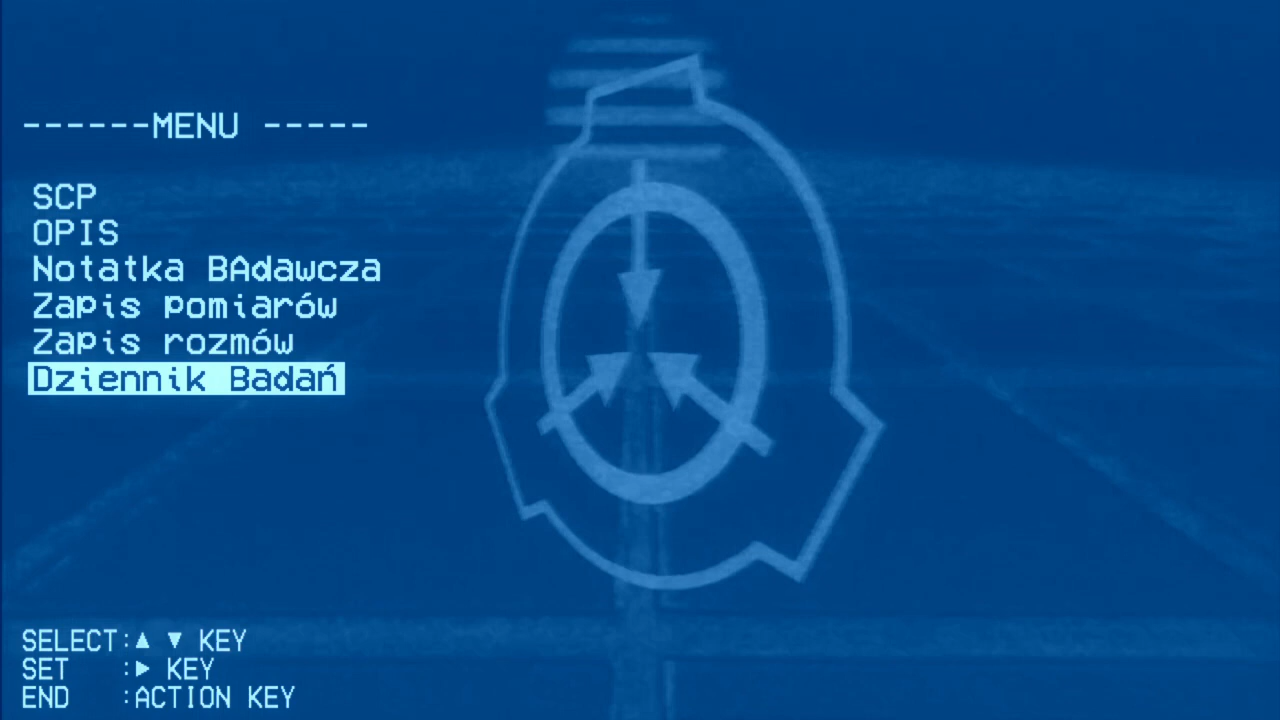 ------MENU -----
SCP
OPIS
Notatka BAdawcza
Zapis pomiarów
Zapis rozmów
Dziennik Badań
SELECT:▲ ▼ KEY
SET :► KEY
END :ACTION KEY